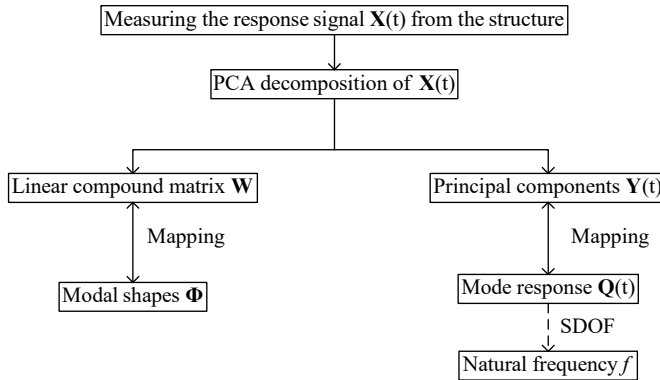 Measuring the response signal X(t) from the structure
PCA decomposition of X(t)
Linear compound matrix W
Principal components Y(t)
Mapping
Mapping
Modal shapes Φ
Mode response Q(t)
SDOF
Natural frequency f